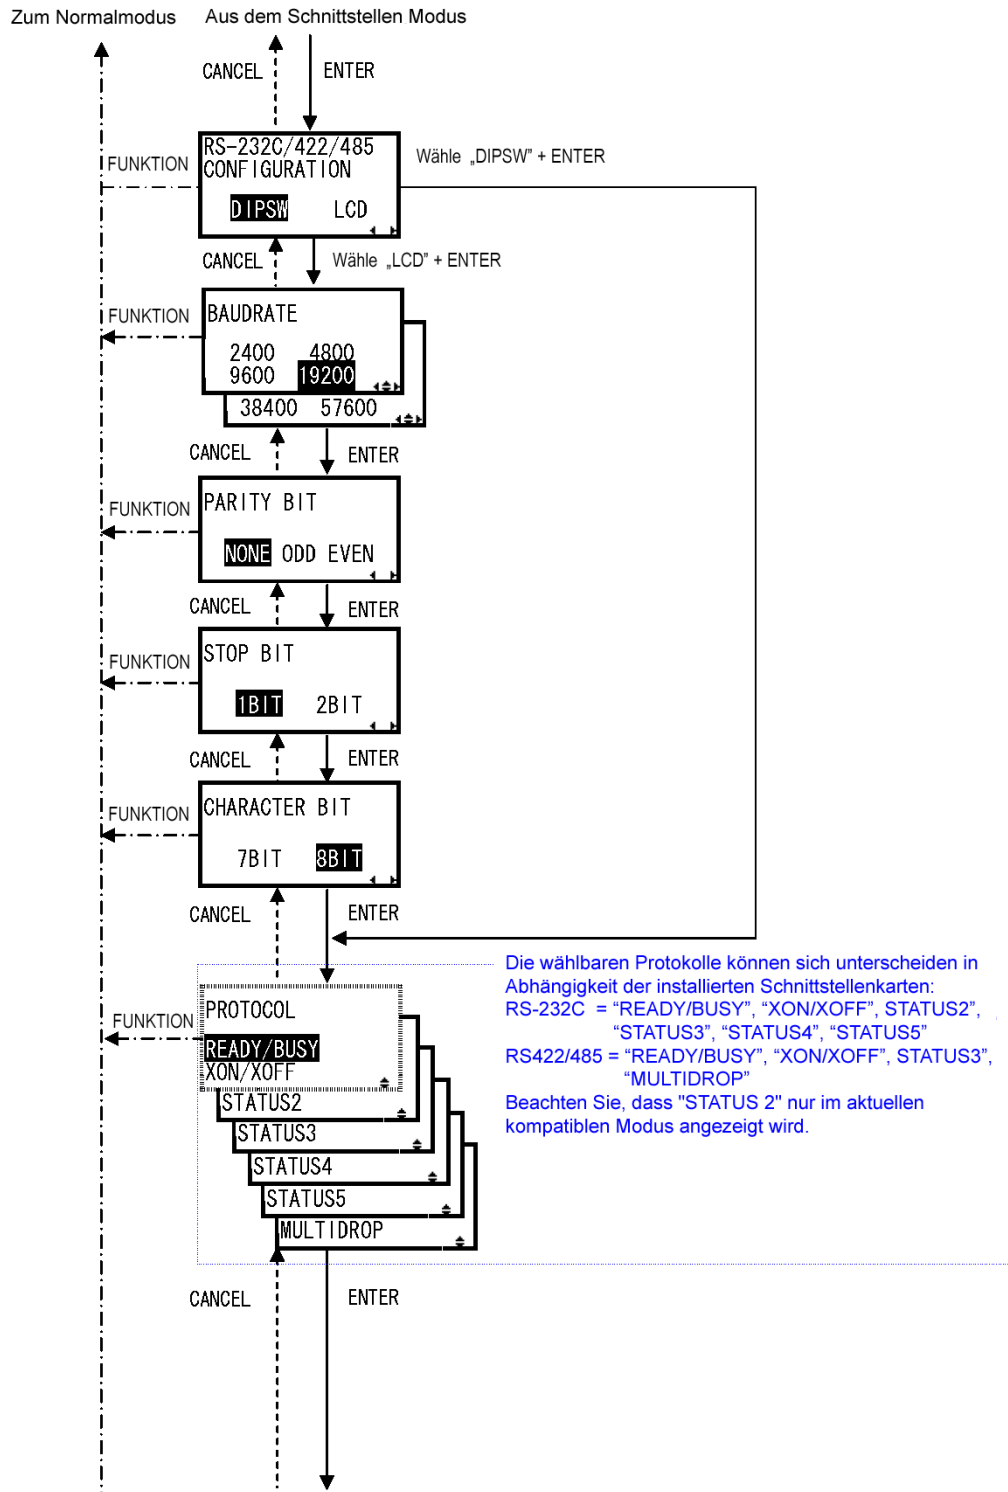 Zum Normalmodus Aus dem Schnittstellen Modus
CANCEL ENTER
RS-232C/422/485
CONFIGURATION
DIPSW LCD
FUNKTION
Wähle „DIPSW" + ENTER
CANCEL Wähle „LCD" + ENTER
FUNKTION
BAUDRATE
2400 4800
9600 19200
38400 57600
CANCEL ENTER
FUNKTION
PARITY BIT
NONE ODD EVEN
CANCEL ENTER
FUNKTION
STOP BIT
1BIT 2BIT
CANCEL ENTER
FUNKTION
CHARACTER BIT
7BIT 8BIT
CANCEL ENTER
Die wählbaren Protokolle können sich unterscheiden in
Abhängigkeit der installierten Schnittstellenkarten:
RS-232C = “READY/BUSY”, “XON/XOFF”, STATUS2”,
“STATUS3”, “STATUS4”, “STATUS5”
RS422/485 = “READY/BUSY”, “XON/XOFF”, STATUS3”,
“MULTIDROP”
Beachten Sie, dass "STATUS 2" nur im aktuellen
kompatiblen Modus angezeigt wird.
FUNKTION
PROTOCOL
READY/BUSY
XON/XOFF
STATUS2
STATUS3
STATUS4
STATUS5
MULTIDROP
CANCEL ENTER